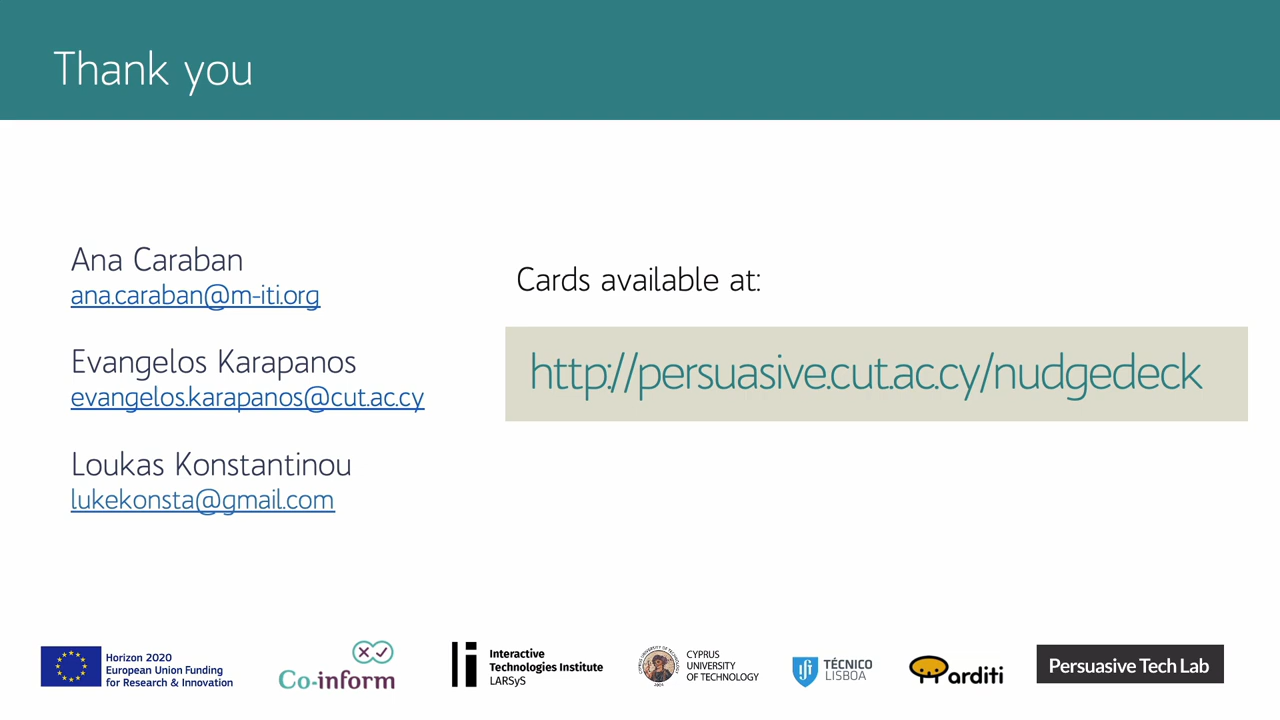 Thank you
Ana Caraban
ana.caraban@m-iti.org
Evangelos Karapanos
evangelos.karapanos@cut.ac.cy
Loukas Konstantinou
lukekonsta@gmail.com
Cards available at:
http://persuasive.cut.ac.cy/nudgedeck
Horizon 2020
European Union Funding
for Research & Innovation
Co-inform
Interactive
Technologies Institute
LARSyS
CYPRUS
UNIVERSITY
OF TECHNOLOGY
TÉCNICO
LISBOA
arditi
Persuasive Tech Lab